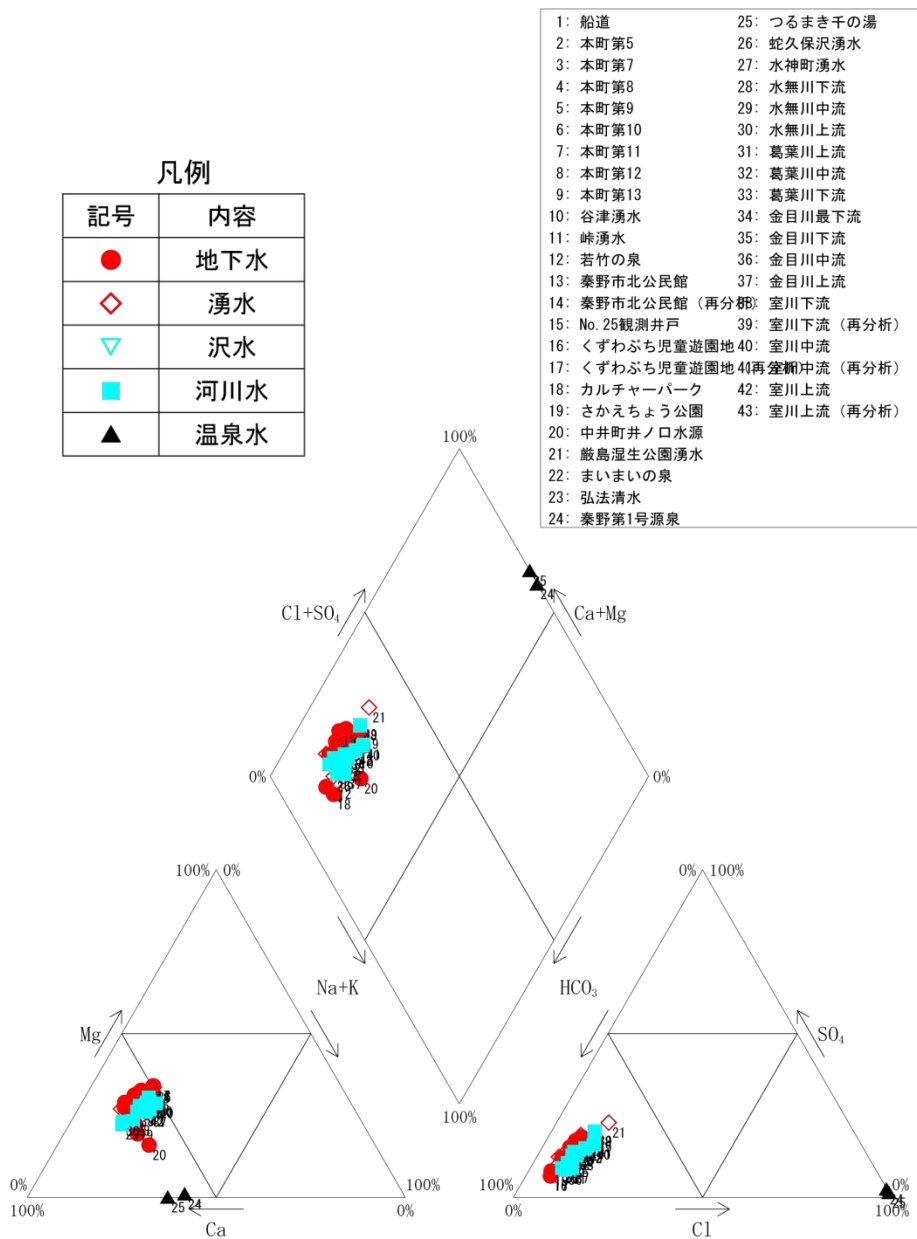 凡例
記号 内容
地下水
湧水
沢水
河川水
温泉水
1: 船道
2: 本町第5
3: 本町第7
4: 本町第8
5: 本町第9
6: 本町第10
7: 本町第11
8: 本町第12
9: 本町第13
10: 谷津湧水
11: 峠湧水
12: 若竹の泉
13: 秦野市北公民館
14: 秦野市北公民館（再分析）
15: No.25観測井戸
16: くずわぶち児童遊園地
17: くずわぶち児童遊園地（再分析）
18: カルチャーパーク
19: さかえちょう公園
20: 中井町井ノ口水源
21: 厳島湿生公園湧水
22: まいまいの泉
23: 弘法清水
24: 秦野第1号源泉
25: つるまき千の湯
26: 蛇久保沢湧水
27: 水神町湧水
28: 水無川下流
29: 水無川中流
30: 水無川上流
31: 葛葉川上流
32: 葛葉川中流
33: 葛葉川下流
34: 金目川最下流
35: 金目川下流
36: 金目川中流
37: 金目川上流
38: 室川下流
39: 室川下流（再分析）
40: 室川中流
41: 室川中流（再分析）
42: 室川上流
43: 室川上流（再分析）
100%
25
24
Cl+SO₄ Ca+Mg
21
0% 0%
20
12
18
100%
Na+K HCO₃
100% 0%
Mg
20
25 24
100% 0%
100% 0%
Ca
0% 100%
SO₄
21
100% 0%
0% 100%
Cl